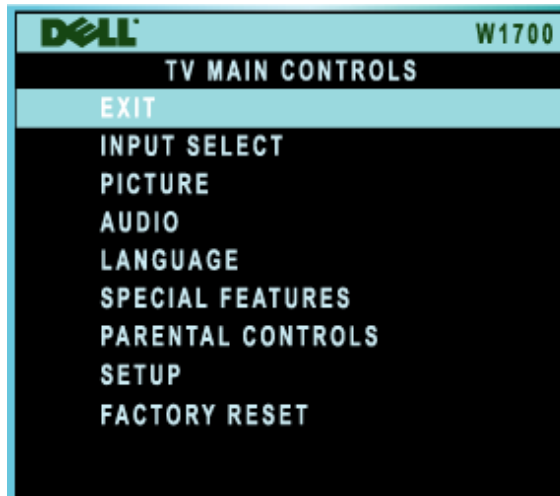 DELL W1700
TV MAIN CONTROLS
EXIT
INPUT SELECT
PICTURE
AUDIO
LANGUAGE
SPECIAL FEATURES
PARENTAL CONTROLS
SETUP
FACTORY RESET